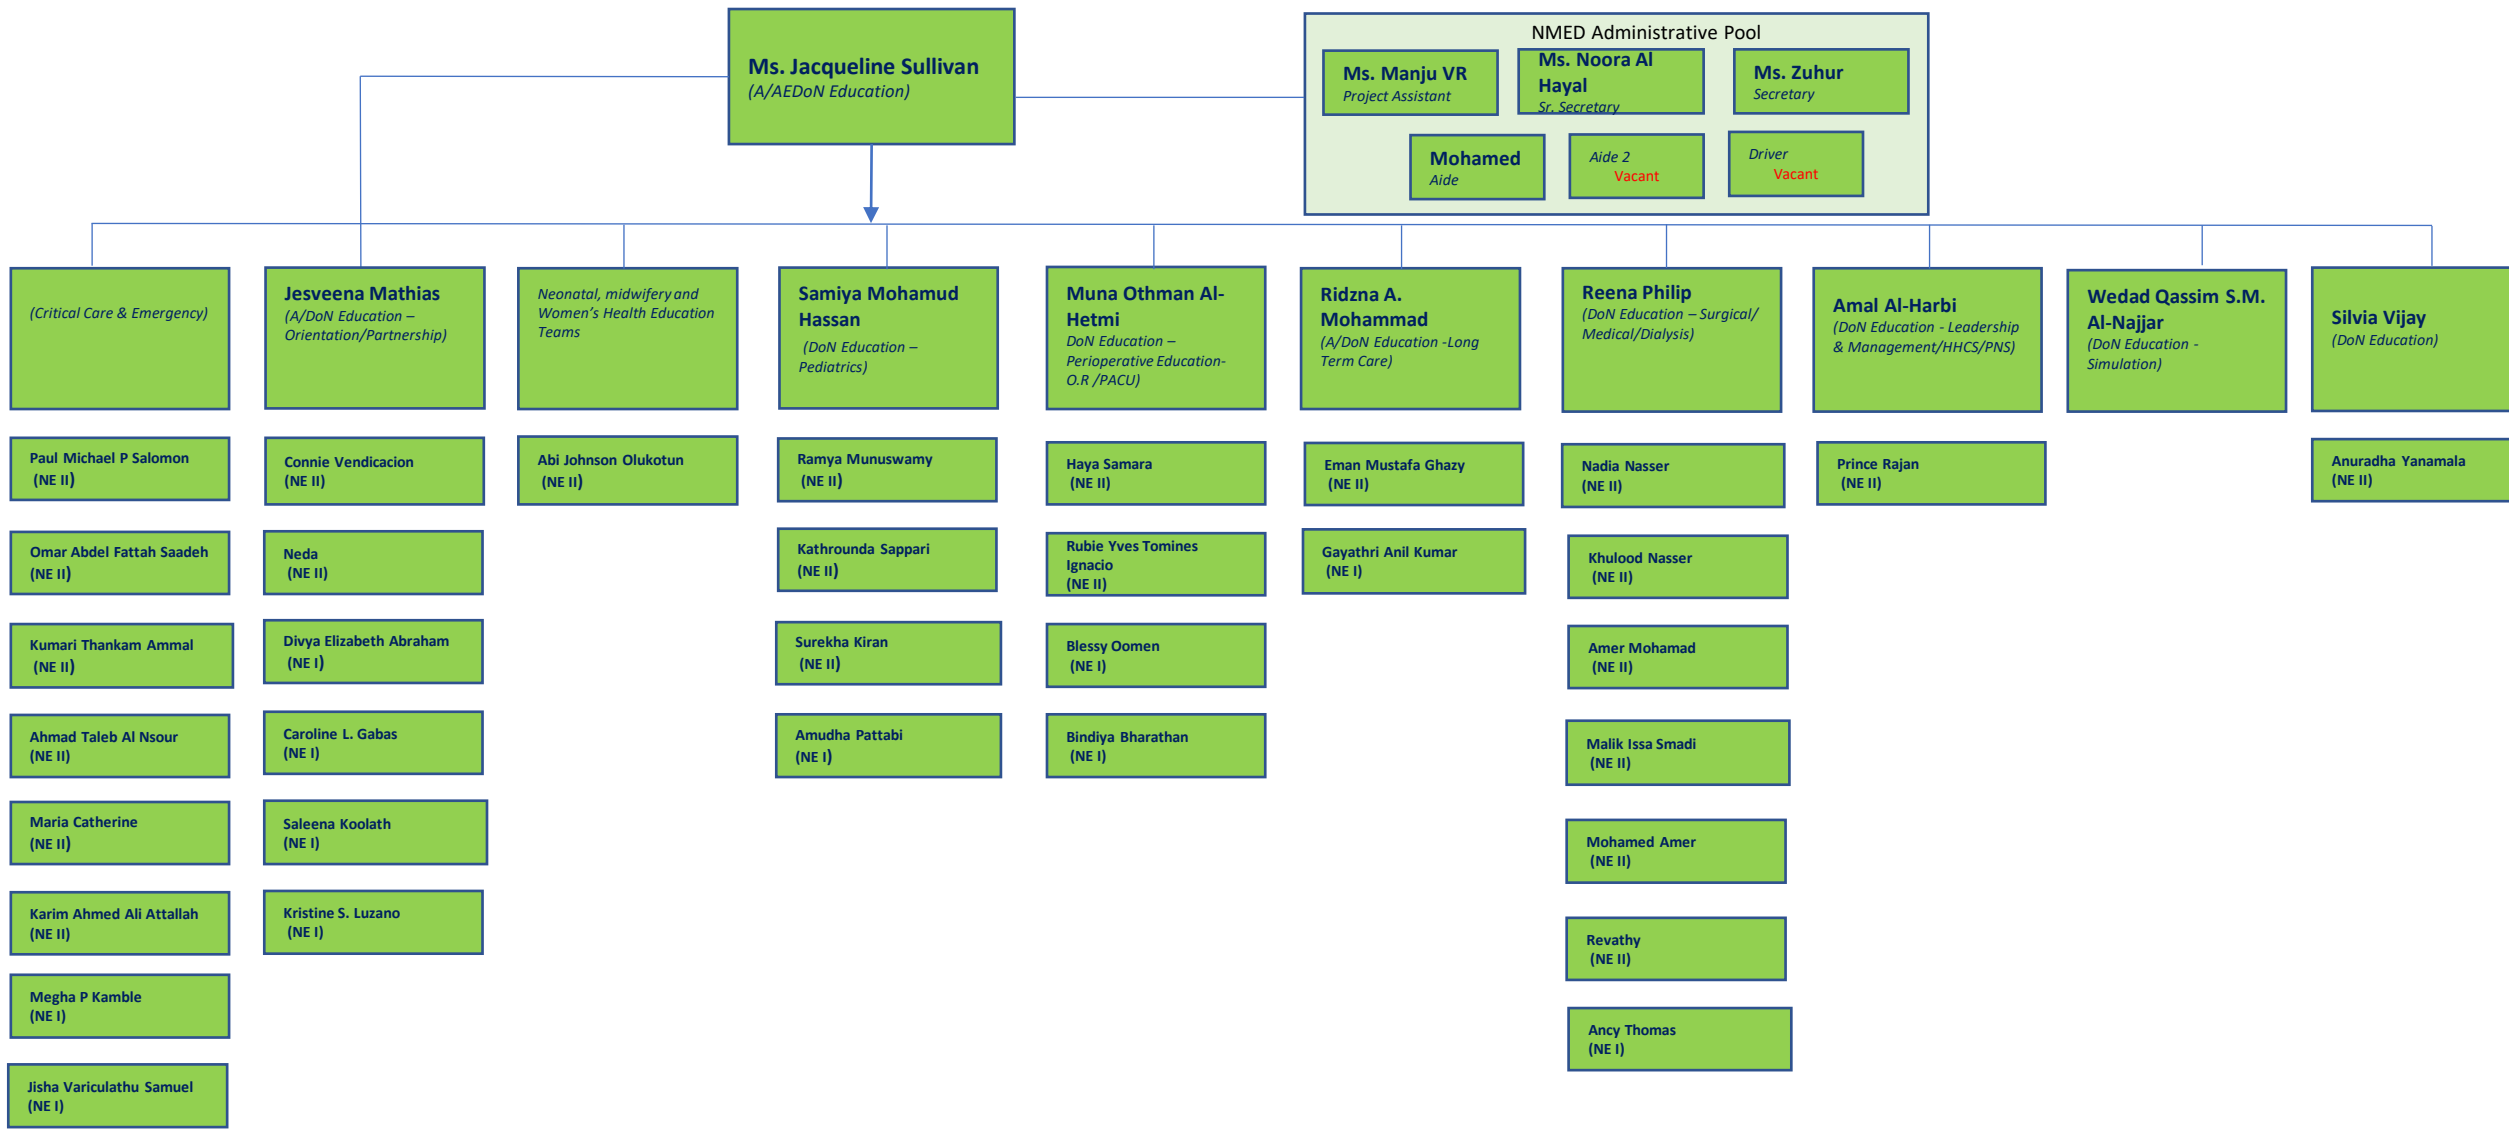 Ms. Jacqueline Sullivan
(A/AEDoN Education)
NMED Administrative Pool
Ms. Manju VR
Project Assistant
Ms. Noora Al
Hayal
Sr. Secretary
Ms. Zuhur
Secretary
Mohamed
Aide
Aide 2
Vacant
Driver
Vacant
(Critical Care & Emergency)
Jesveena Mathias
(A/DoN Education –
Orientation/Partnership)
Neonatal, midwifery and
Women's Health Education
Teams
Samiya Mohamud
Hassan
(DoN Education –
Pediatrics)
Muna Othman Al-
Hetmi
DoN Education –
Perioperative Education-
O.R /PACU)
Ridzna A.
Mohammad
(A/DoN Education -Long
Term Care)
Reena Philip
(DoN Education – Surgical/
Medical/Dialysis)
Amal Al-Harbi
(DoN Education - Leadership
& Management/HHCS/PNS)
Wedad Qassim S.M.
Al-Najjar
(DoN Education -
Simulation)
Silvia Vijay
(DoN Education)
Paul Michael P Salomon
(NE II)
Omar Abdel Fattah Saadeh
(NE II)
Kumari Thankam Ammal
(NE II)
Ahmad Taleb Al Nsour
(NE II)
Maria Catherine
(NE II)
Karim Ahmed Ali Attallah
(NE II)
Megha P Kamble
(NE I)
Jisha Variculathu Samuel
(NE I)
Connie Vendicacion
(NE II)
Neda
(NE II)
Divya Elizabeth Abraham
(NE I)
Caroline L. Gabas
(NE I)
Saleena Koolath
(NE I)
Kristine S. Luzano
(NE I)
Abi Johnson Olukotun
(NE II)
Ramya Munuswamy
(NE II)
Kathrounda Sappari
(NE II)
Surekha Kiran
(NE II)
Amudha Pattabi
(NE I)
Haya Samara
(NE II)
Rubie Yves Tomines
Ignacio
(NE II)
Blessy Oomen
(NE I)
Bindiya Bharathan
(NE I)
Eman Mustafa Ghazy
(NE II)
Gayathri Anil Kumar
(NE I)
Nadia Nasser
(NE II)
Khulood Nasser
(NE II)
Amer Mohamad
(NE II)
Malik Issa Smadi
(NE II)
Mohamed Amer
(NE II)
Revathy
(NE II)
Ancy Thomas
(NE I)
Prince Rajan
(NE II)
Anuradha Yanamala
(NE II)